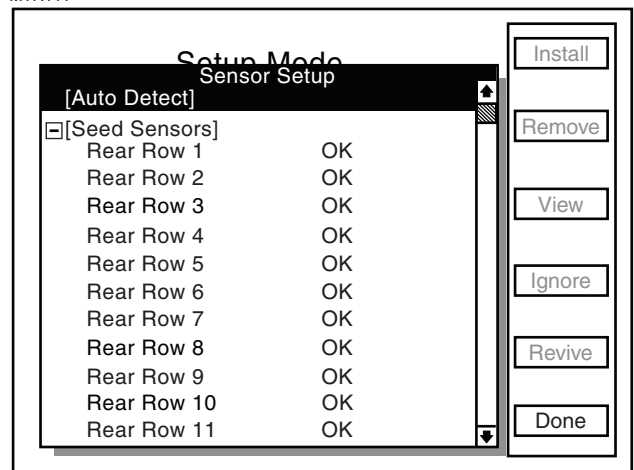 Setup Mode
Sensor Setup
[Auto Detect]
[Seed Sensors]
Rear Row 1 OK
Rear Row 2 OK
Rear Row 3 OK
Rear Row 4 OK
Rear Row 5 OK
Rear Row 6 OK
Rear Row 7 OK
Rear Row 8 OK
Rear Row 9 OK
Rear Row 10 OK
Rear Row 11 OK
Install
Remove
View
Ignore
Revive
Done